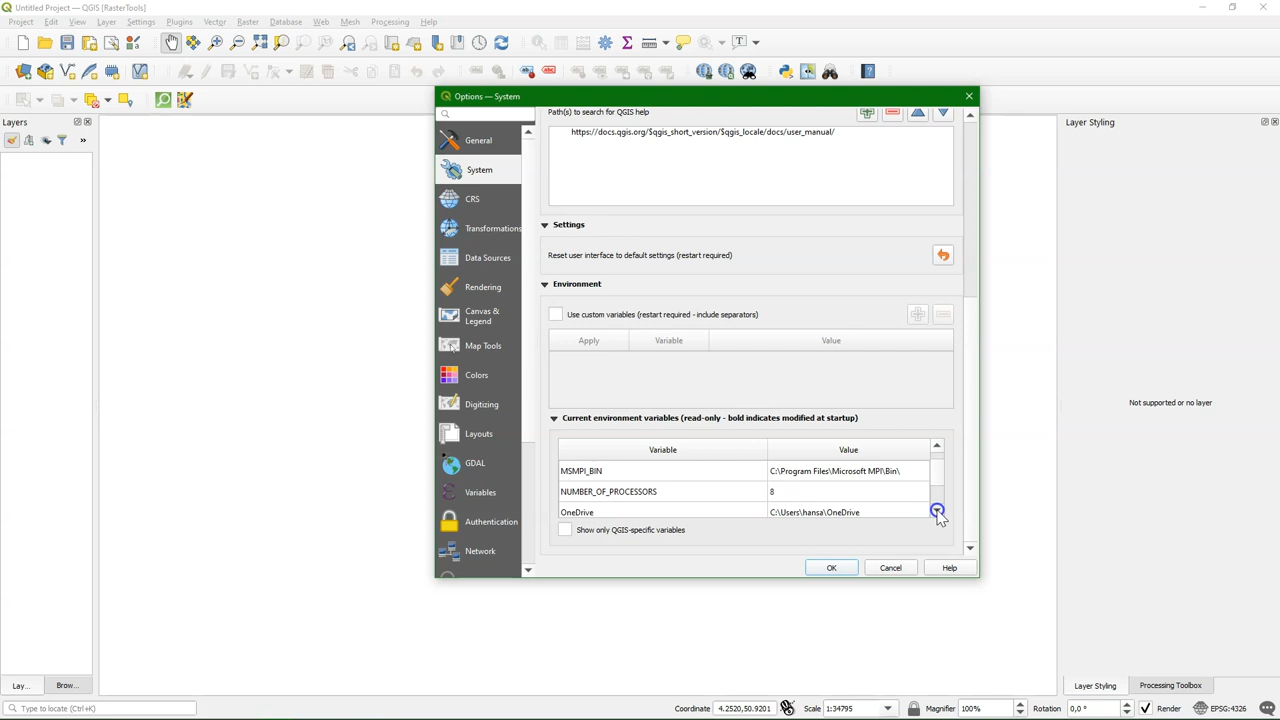 Untitled Project — QGIS [RasterTools]
Project Edit View Layer Settings Plugins Vector Raster Database Web Mesh Processing Help
Options — System
Layers
Layer Styling
Path(s) to search for QGIS help
https://docs.qgis.org/$qgis_short_version/$qgis_locale/docs/user_manual/
General
System
CRS
Transformations
Data Sources
Rendering
Canvas &
Legend
Map Tools
Colors
Digitizing
Layouts
GDAL
Variables
Authentication
Network
Settings
Reset user interface to default settings (restart required)
Environment
Use custom variables (restart required - include separators)
Apply Variable Value
Current environment variables (read-only - bold indicates modified at startup)
Variable Value
MSMPI_BIN C:\Program Files\Microsoft MPI\Bin\
NUMBER_OF_PROCESSORS 8
OneDrive C:\Users\hansa\OneDrive
Show only QGIS-specific variables
OK Cancel Help
Not supported or no layer
Lay... Brow...
Layer Styling Processing Toolbox
Type to locate (Ctrl+K)
Coordinate 4.2520,50.9201 Scale 1:34795 Magnifier 100% Rotation 0,0 ° Render EPSG:4326